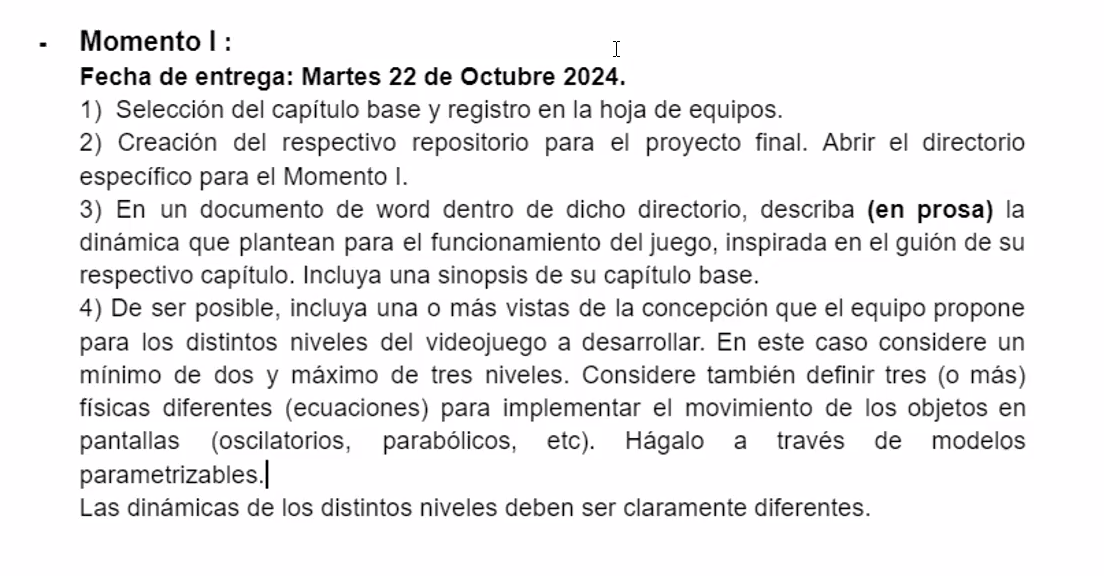 - Momento I :
Fecha de entrega: Martes 22 de Octubre 2024.
1) Selección del capítulo base y registro en la hoja de equipos.
2) Creación del respectivo repositorio para el proyecto final. Abrir el directorio
específico para el Momento I.
3) En un documento de word dentro de dicho directorio, describa (en prosa) la
dinámica que plantean para el funcionamiento del juego, inspirada en el guión de su
respectivo capítulo. Incluya una sinopsis de su capítulo base.
4) De ser posible, incluya una o más vistas de la concepción que el equipo propone
para los distintos niveles del videojuego a desarrollar. En este caso considere un
mínimo de dos y máximo de tres niveles. Considere también definir tres (o más)
físicas diferentes (ecuaciones) para implementar el movimiento de los objetos en
pantallas (oscilatorios, parabólicos, etc). Hágalo a través de modelos
parametrizables.
Las dinámicas de los distintos niveles deben ser claramente diferentes.